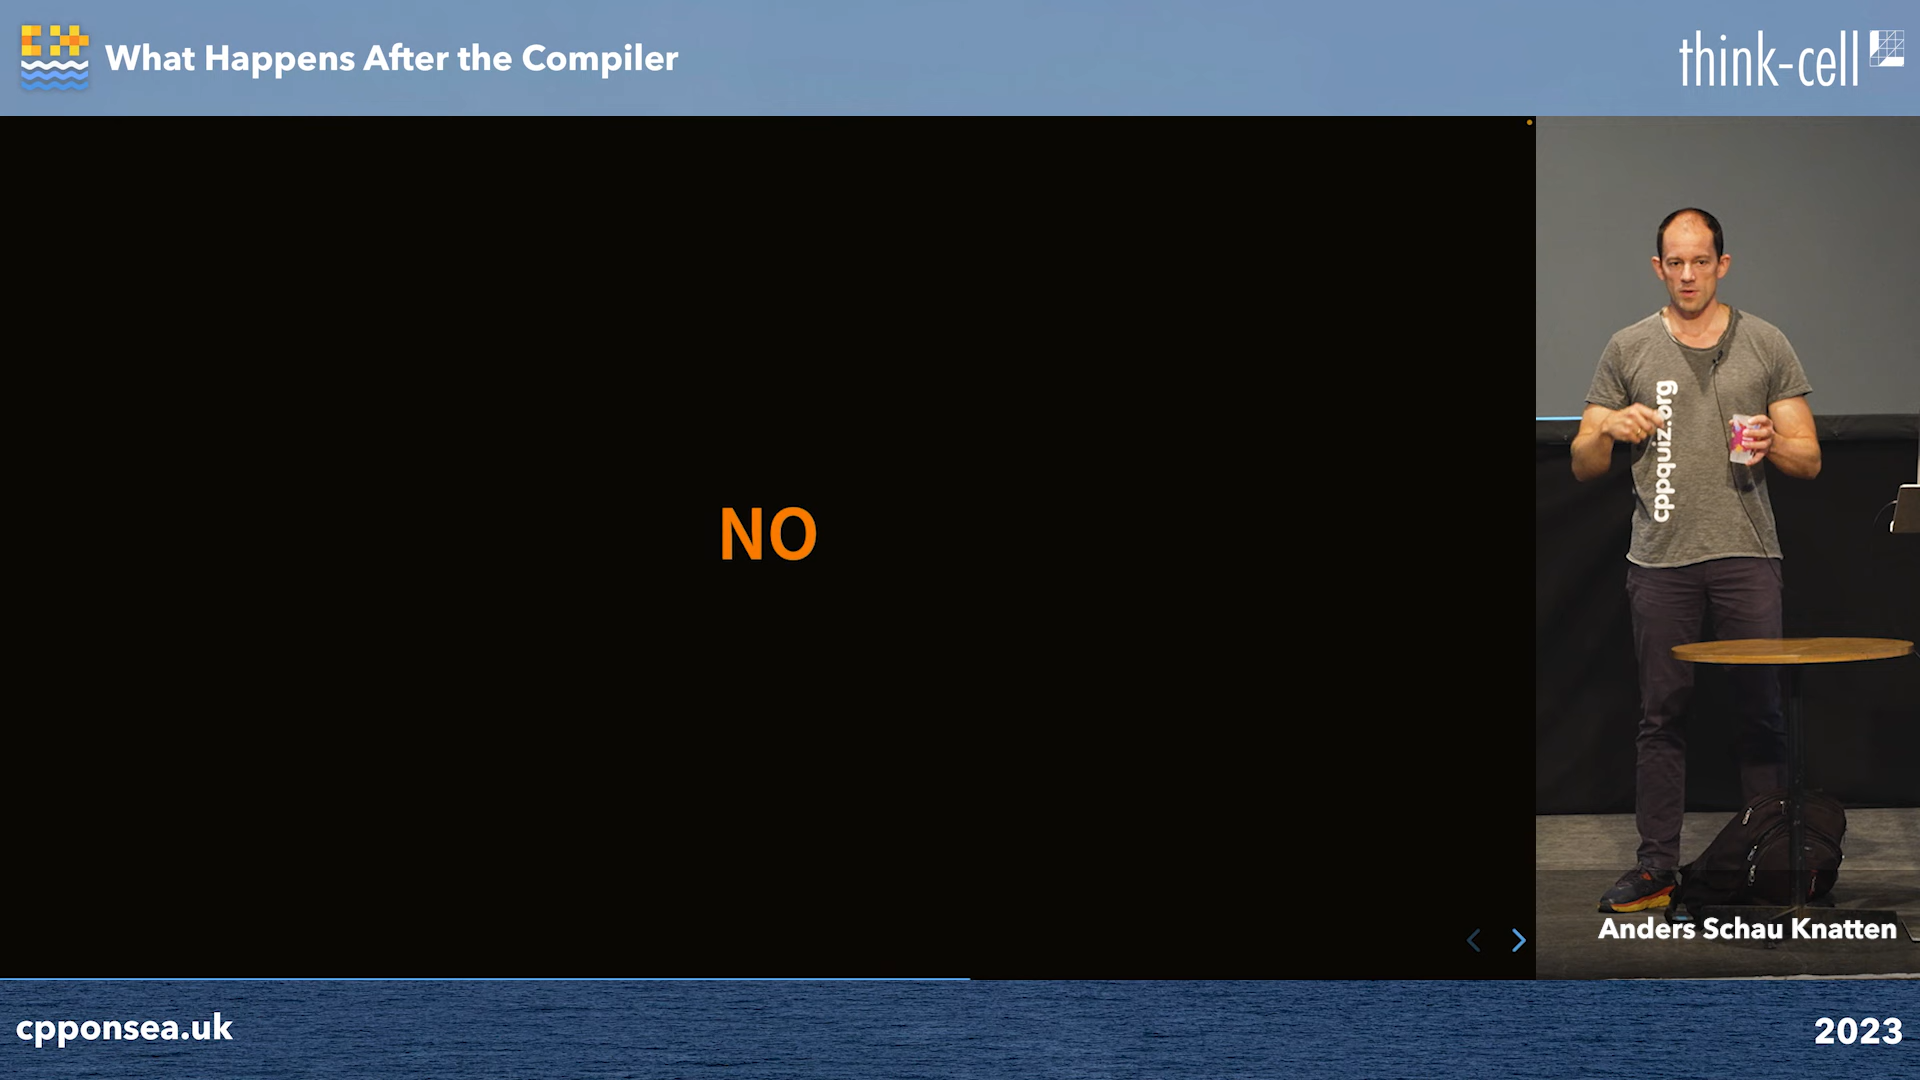 What Happens After the Compiler
think-cell
NO
cppquiz.org
Anders Schau Knatten
cpponsea.uk
2023